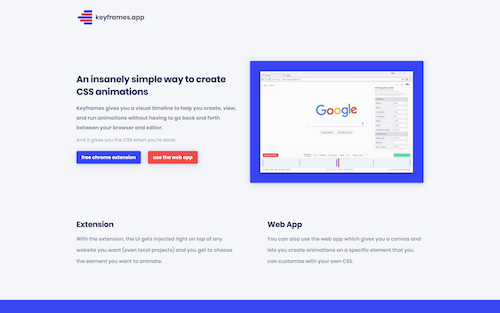 keyframes.app
An insanely simple way to create
CSS animations
Keyframes gives you a visual timeline to help you create, view,
and run animations without having to go back and forth
between your browser and editor.
And it gives you the CSS when you're done.
free chrome extension
use the web app
Google
Extension
With the extension, the UI gets injected right on top of any
website you want (even local projects) and you get to choose
the element you want to animate.
Web App
You can also use the web app which gives you a canvas and
lets you create animations on a specific element that you
can customize with your own CSS.